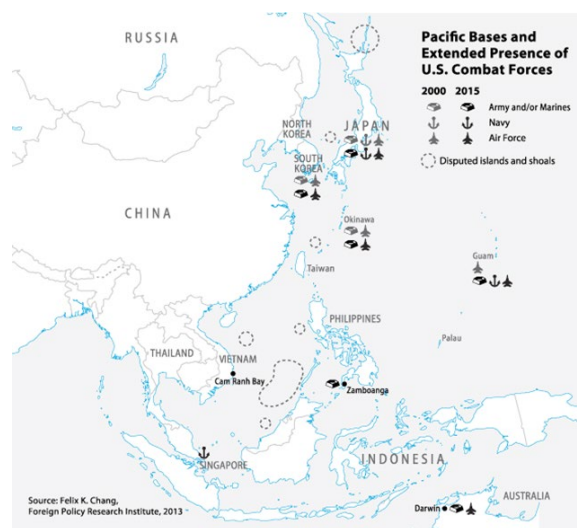 RUSSIA
Pacific Bases and
Extended Presence of
U.S. Combat Forces
2000 2015
Army and/or Marines
Navy
Air Force
Disputed islands and shoals
NORTH
KOREA
JAPAN
SOUTH
KOREA
CHINA
Okinawa
Taiwan
Guam
PHILIPPINES
Palau
THAILAND
VIETNAM
Cam Ranh Bay
Zamboanga
SINGAPORE
INDONESIA
AUSTRALIA
Darwin
Source: Felix K. Chang,
Foreign Policy Research Institute, 2013